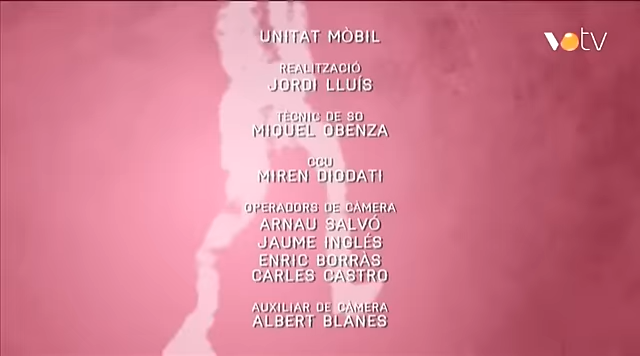 UNITAT MÒBIL
votv
REALITZACIÓ
JORDI LLUÍS
TÈCNIC DE SO
MIQUEL OBENZA
CCU
MIREN DIODATI
OPERADORS DE CÀMERA
ARNAU SALVÓ
JAUME INGLÉS
ENRIC BORRÀS
CARLES CASTRO
AUXILIAR DE CÀMERA
ALBERT BLANES